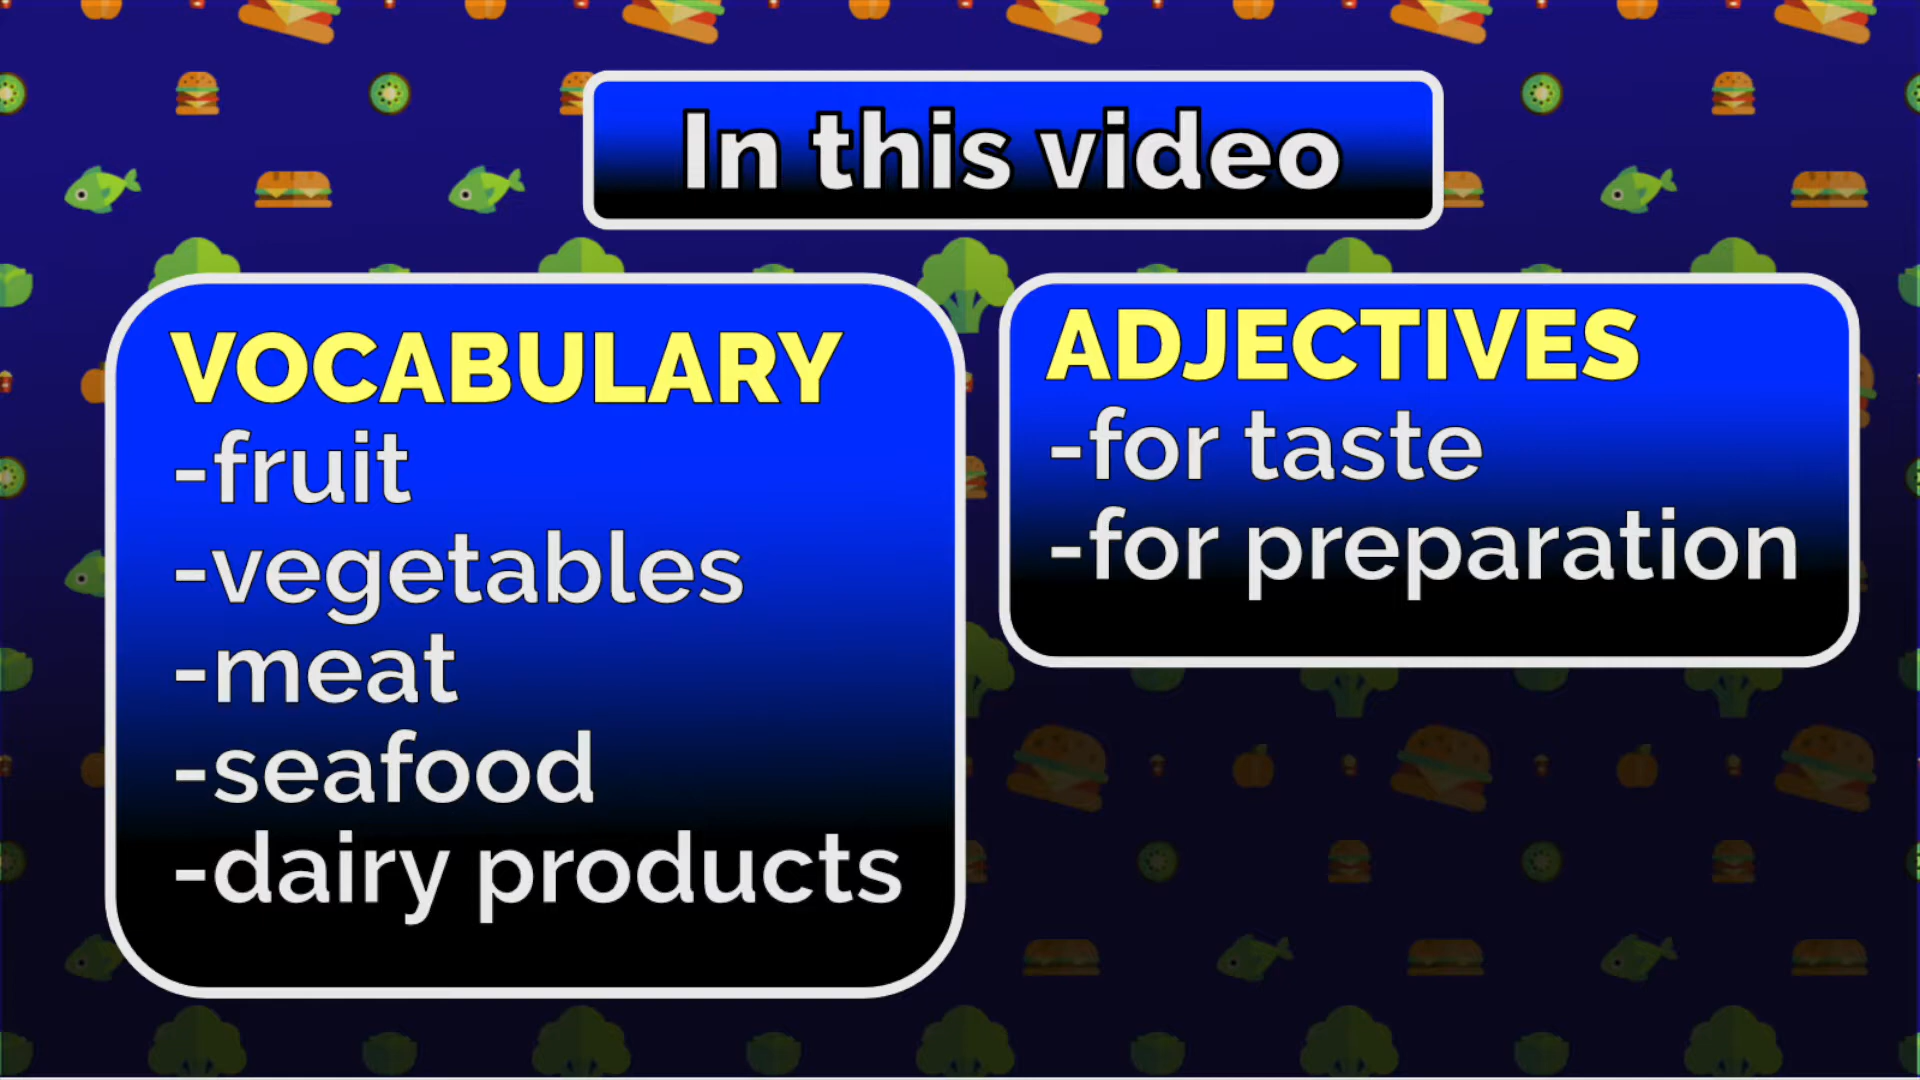 In this video
VOCABULARY
-fruit
-vegetables
-meat
-seafood
-dairy products
ADJECTIVES
-for taste
-for preparation